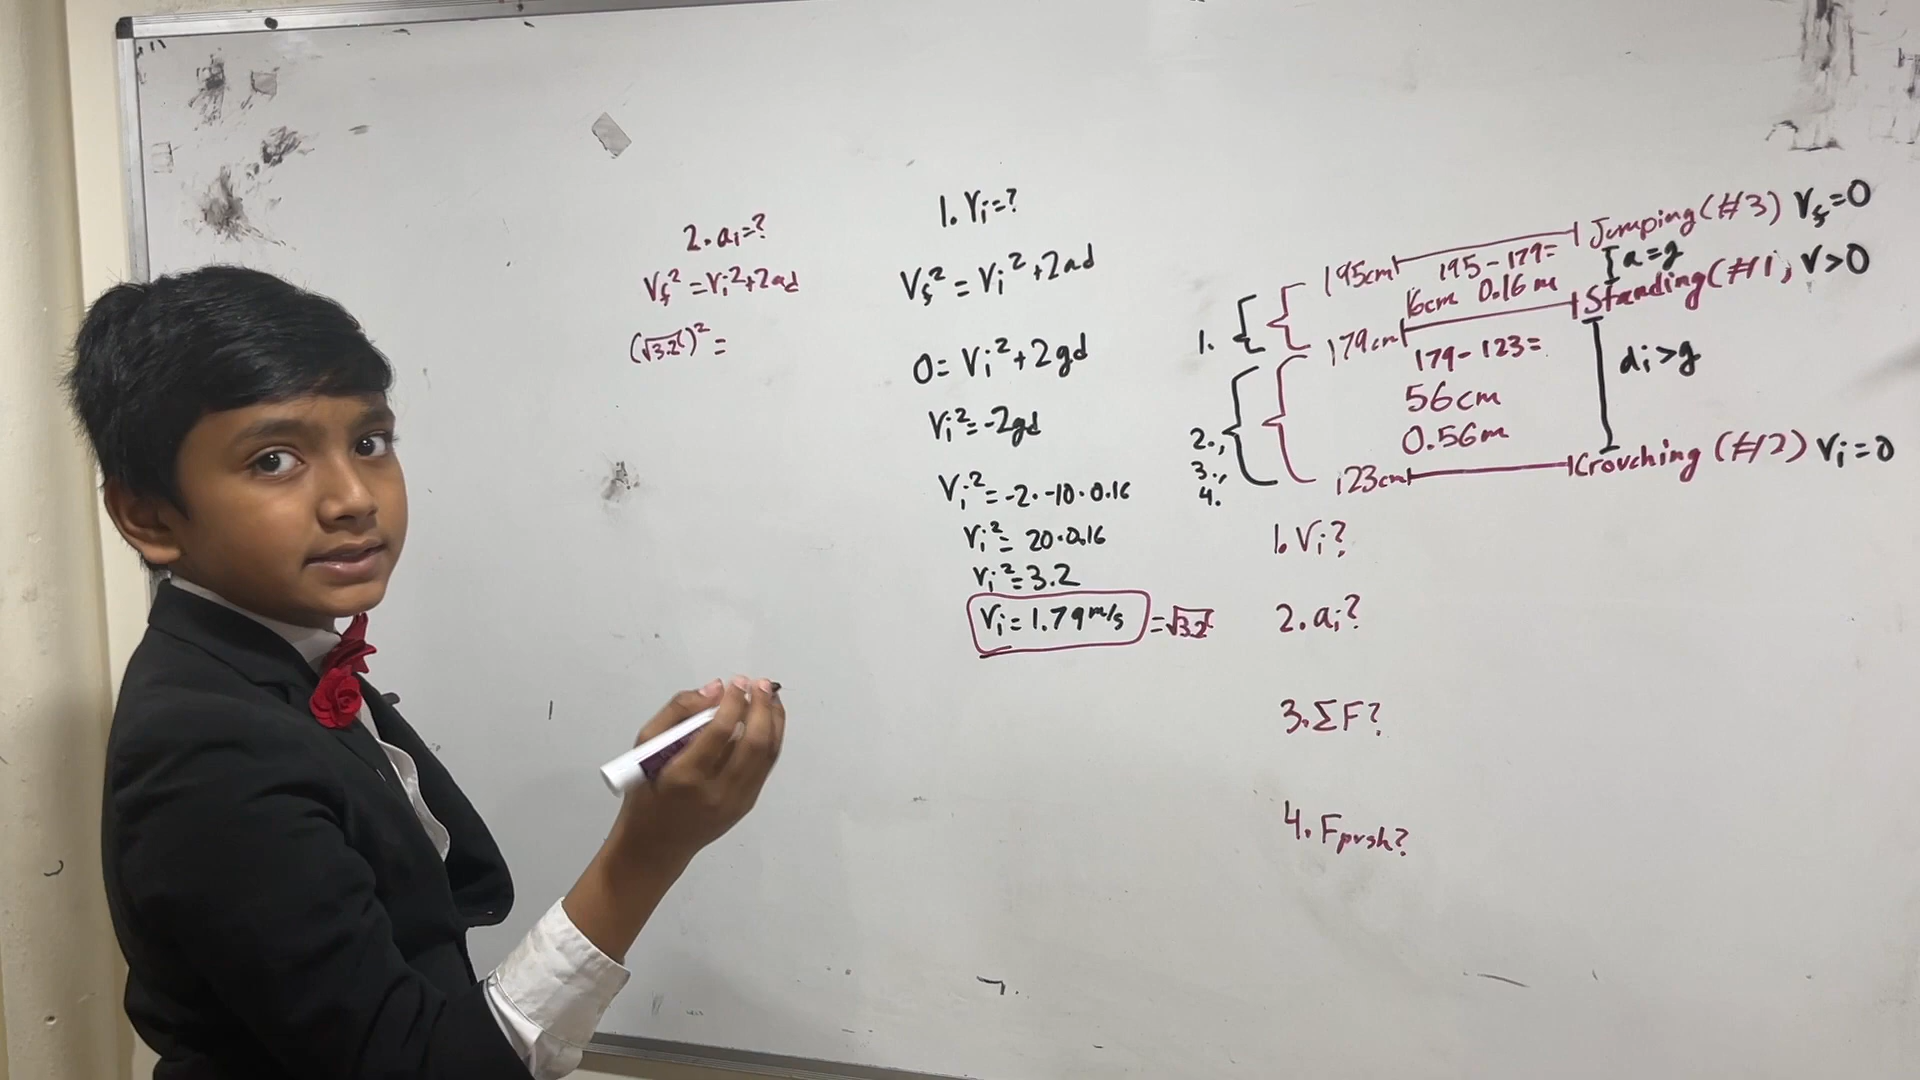 2. ai=?
Vf²=Vi²+2ad
(√3.2)²=
1. Vi=?
Vf²=Vi²+2ad
0=Vi²+2gd
Vi²=-2gd
Vi²=-2·-10·0.16
Vi²=20·0.16
Vi²=3.2
Vi=1.79m/s =√3.2
195cm
195-179=
16cm 0.16m
Jumping(#3) Vf=0
a=g
Standing(#1), V>0
1.
179cm
179-123=
56cm
0.56m
ai>g
2.,
3.,
4.
123cm
Crouching (#2) Vi=0
1. Vi?
2. ai?
3. ΣF?
4. Fpush?